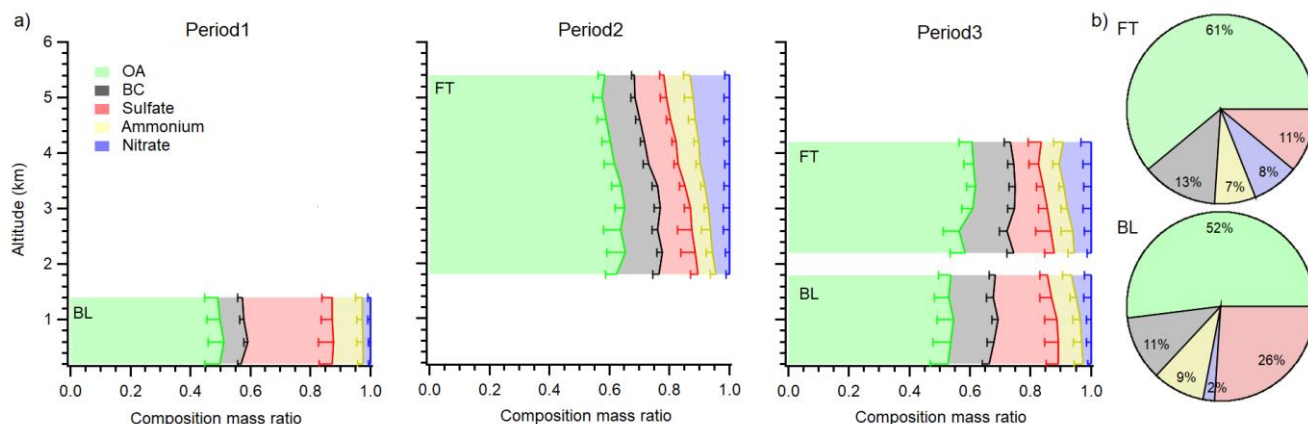 a)
Period1
Period2
Period3
b)
Altitude (km)
6
5
4
3
2
1
OA
BC
Sulfate
Ammonium
Nitrate
BL
0.0 0.2 0.4 0.6 0.8 1.0
Composition mass ratio
FT
0.0 0.2 0.4 0.6 0.8 1.0
Composition mass ratio
FT
BL
0.0 0.2 0.4 0.6 0.8 1.0
Composition mass ratio
FT
61%
11%
8%
7%
13%
BL
52%
26%
2%
9%
11%